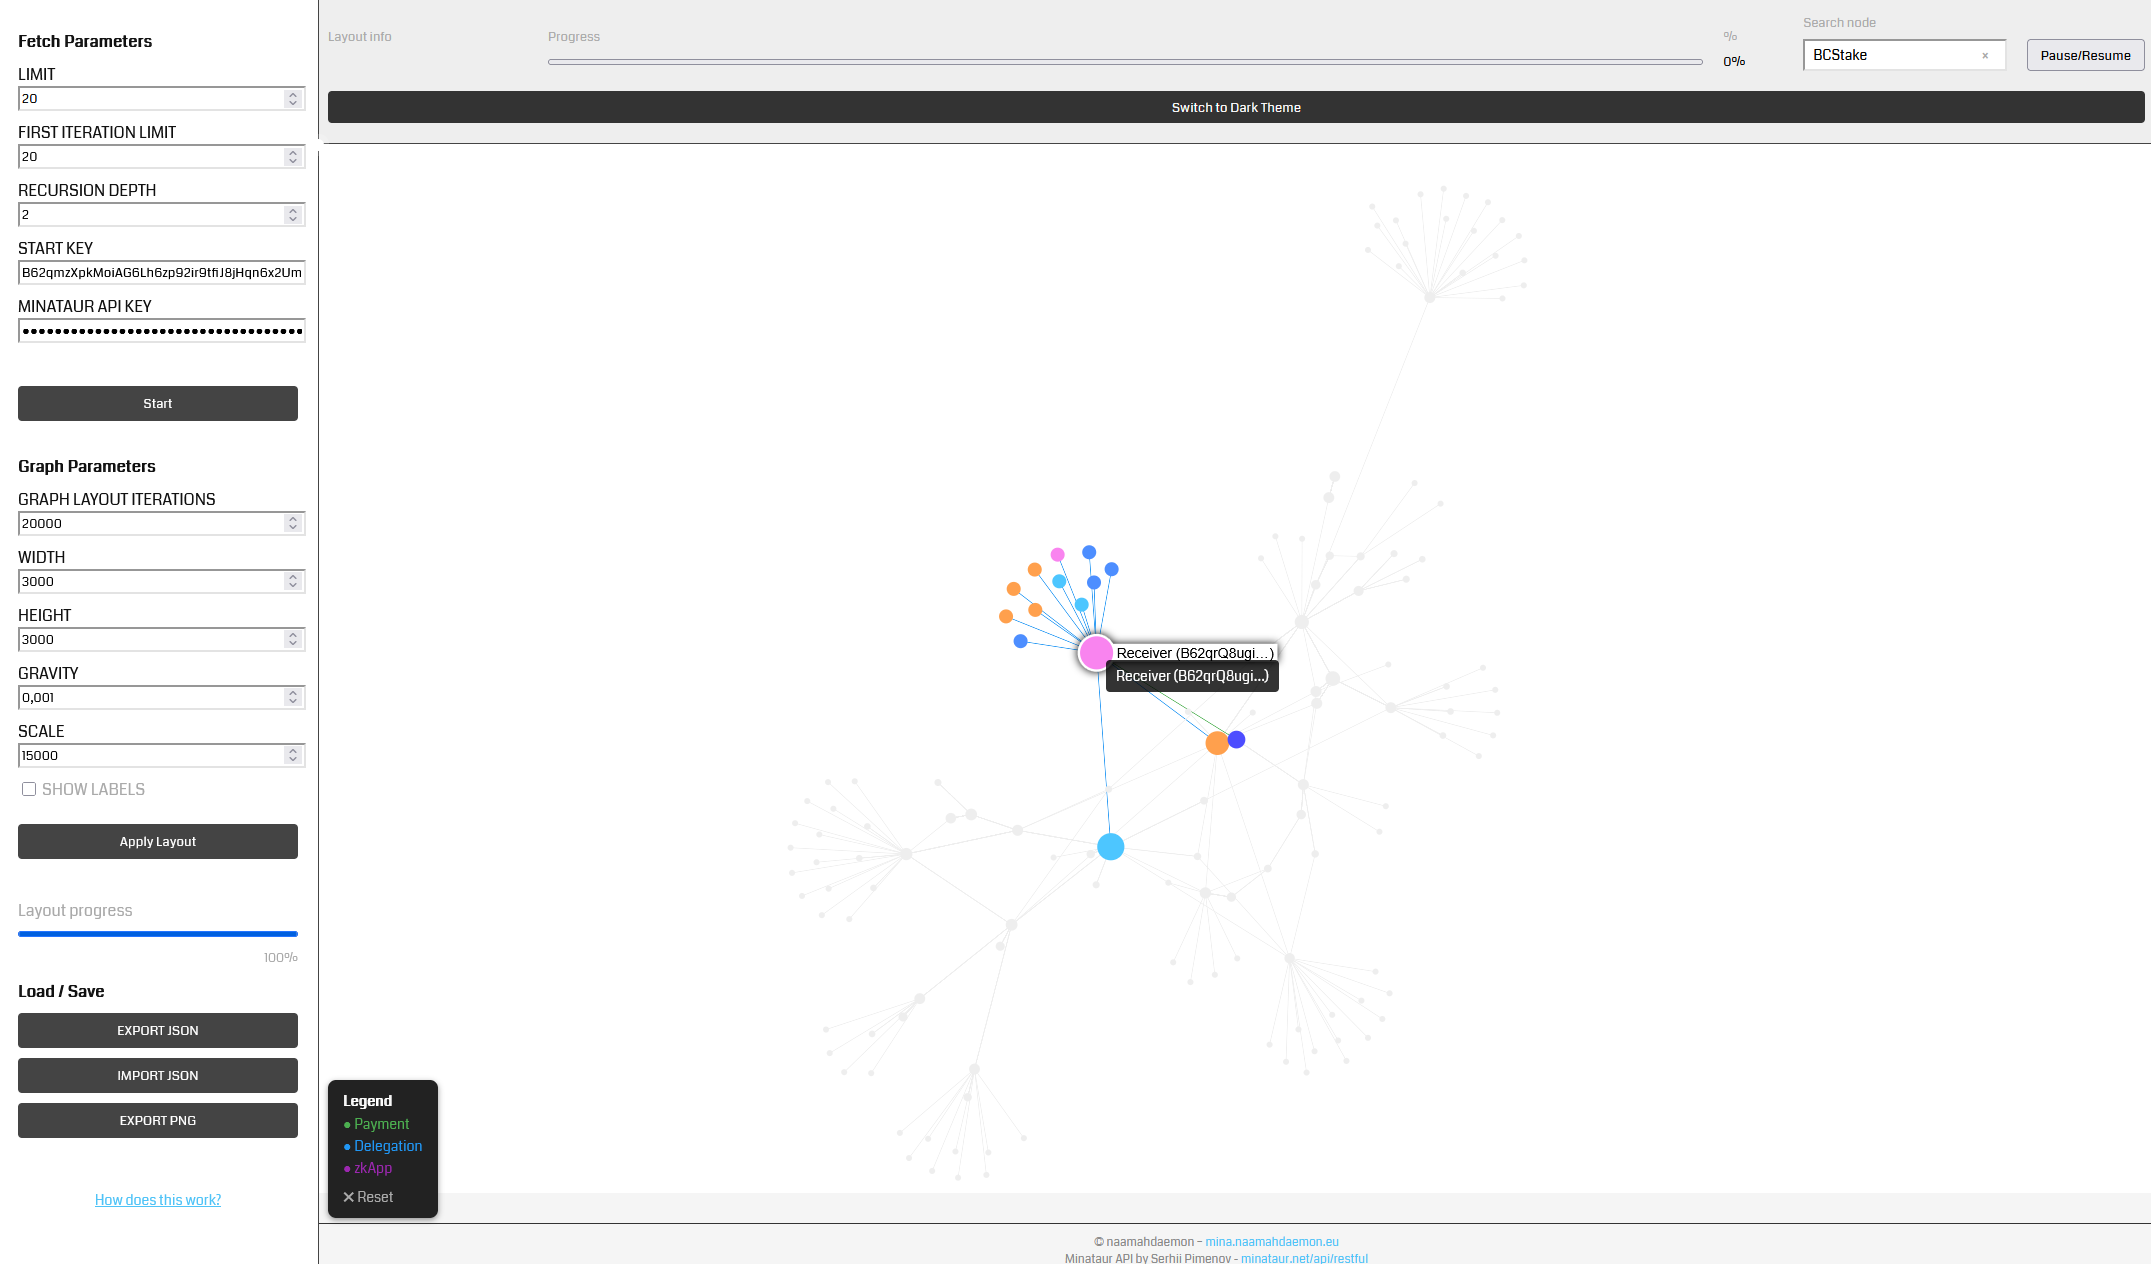 Fetch Parameters
LIMIT
20
FIRST ITERATION LIMIT
20
RECURSION DEPTH
2
START KEY
B62qmzXpkMoiAG6Lh6zp92ir9tfiJ8jHqn6x2Um
MINATAUR API KEY
Start
Graph Parameters
GRAPH LAYOUT ITERATIONS
20000
WIDTH
3000
HEIGHT
3000
GRAVITY
0,001
SCALE
15000
SHOW LABELS
Apply Layout
Layout progress
100%
Load / Save
EXPORT JSON
IMPORT JSON
EXPORT PNG
How does this work?
Layout info
Progress
%
0%
Search node
BCStake ×
Pause/Resume
Switch to Dark Theme
Receiver (B62qrQ8ugi...)
Receiver (B62qrQ8ugi...)
Legend
● Payment
● Delegation
● zkApp
✕ Reset
© naamahdaemon - mina.naamahdaemon.eu
Minataur API by Serhii Pimenov - minataur.net/api/restful